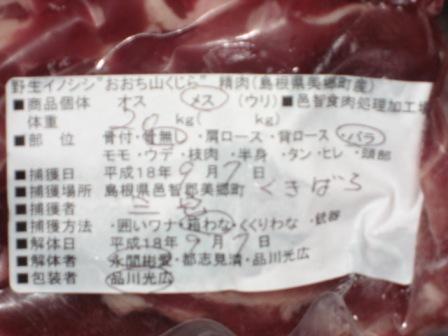 野生イノシシ"おおち山くじら" 精肉(島根県美郷町産)
■商品個体 オス メス (ウリ) ■邑智食肉処理加工場
体重 kg( kg)
■部 位 骨付・骨無・肩ロース・背ロース・バラ
モモ・ウデ・枝肉・半身・タン・ヒレ・頭部
■捕獲日 平成18年9月7日
■捕獲場所 島根県邑智郡美郷町 くきばら
■捕獲者
■捕獲方法 ・囲いワナ・箱わな・くくりわな・銃器
■解体日 平成18年9月7日
■解体者 永間樹愛・都志見清・品川光広
■包装者 品川光広